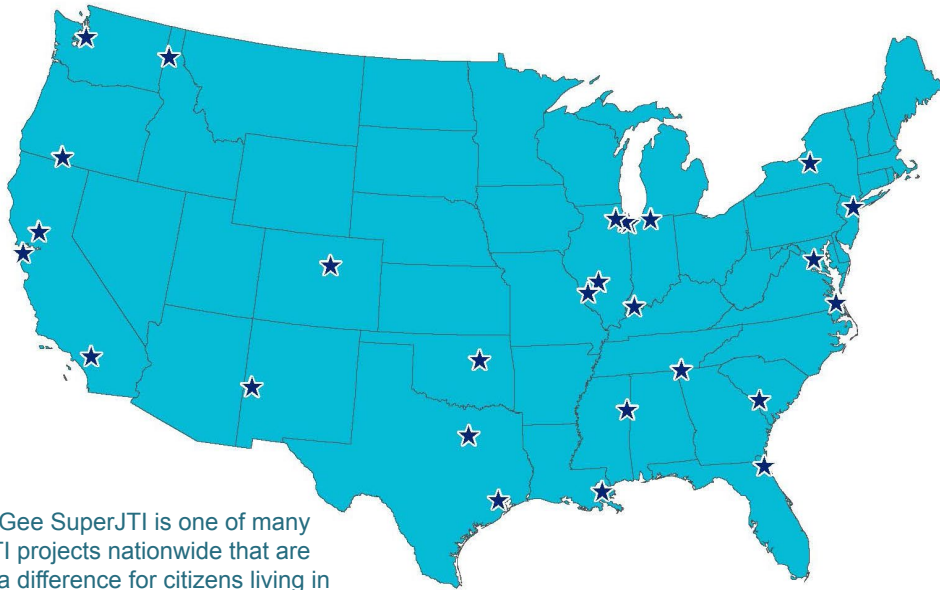 Gee SuperJTI is one of many
TI projects nationwide that are
a difference for citizens living in